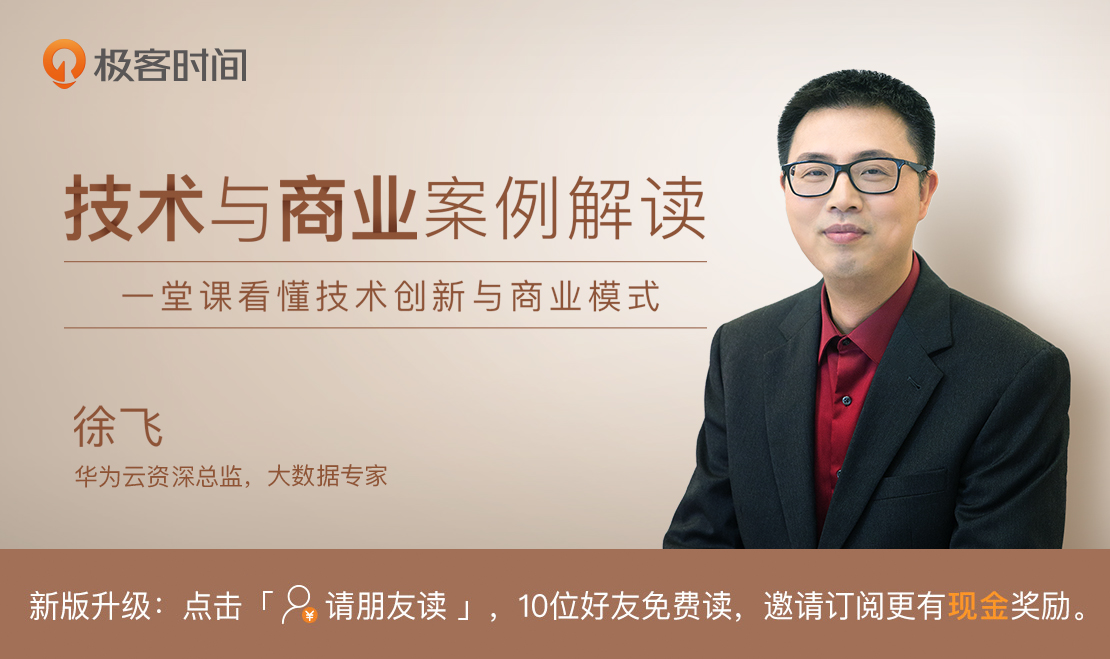 极客时间
技术与商业案例解读
一堂课看懂技术创新与商业模式
徐飞
华为云资深总监，大数据专家
新版升级：点击「¥请朋友读」，10位好友免费读，邀请订阅更有现金奖励。